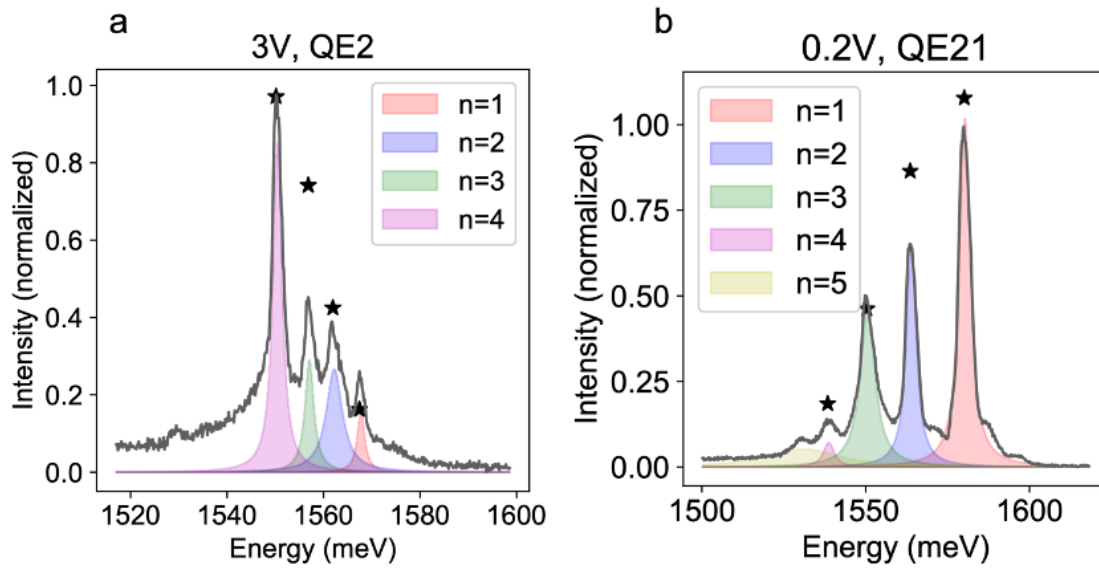 a
3V, QE2
Intensity (normalized)
1.0
0.8
0.6
0.4
0.2
0.0
n=1
n=2
n=3
n=4
1520 1540 1560 1580 1600
Energy (meV)
b
0.2V, QE21
Intensity (normalized)
1.00
0.75
0.50
0.25
0.00
n=1
n=2
n=3
n=4
n=5
1500 1550 1600
Energy (meV)